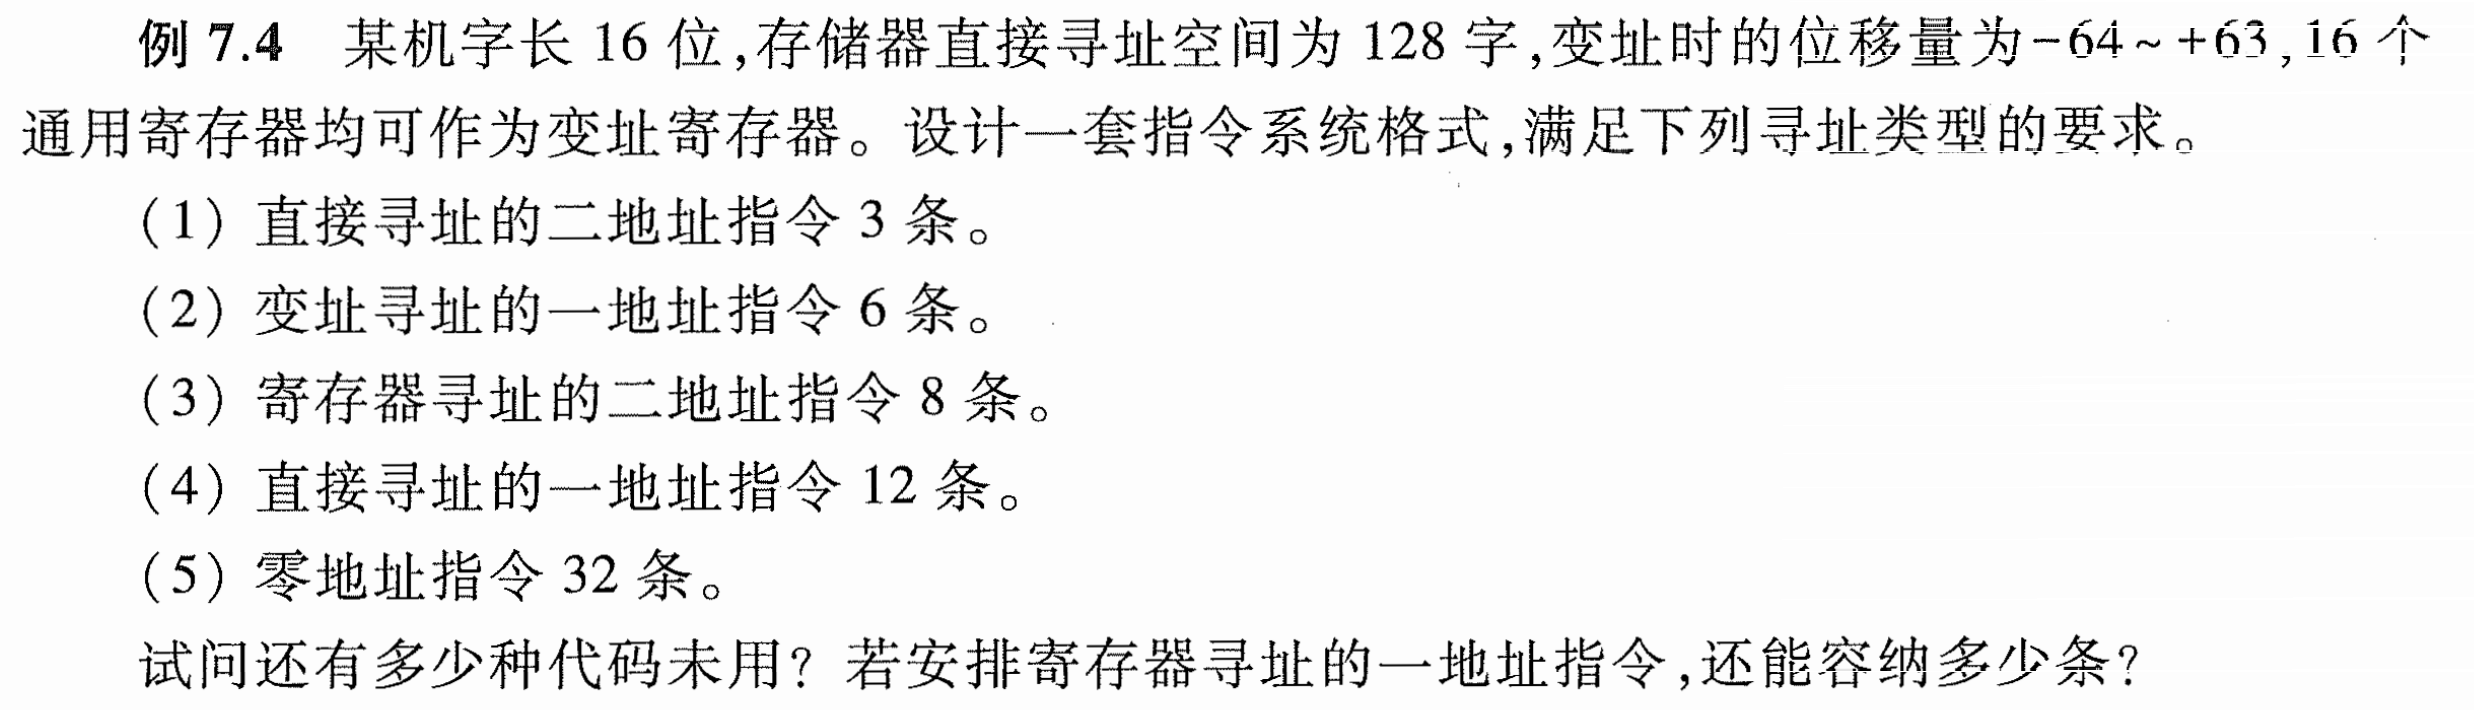 例 7.4 某机字长 16 位,存储器直接寻址空间为 128 字,变址时的位移量为-64~+63,16 个
通用寄存器均可作为变址寄存器。设计一套指令系统格式,满足下列寻址类型的要求。
(1) 直接寻址的二地址指令 3 条。
(2) 变址寻址的一地址指令 6 条。
(3) 寄存器寻址的二地址指令 8 条。
(4) 直接寻址的一地址指令 12 条。
(5) 零地址指令 32 条。
试问还有多少种代码未用? 若安排寄存器寻址的一地址指令,还能容纳多少条?